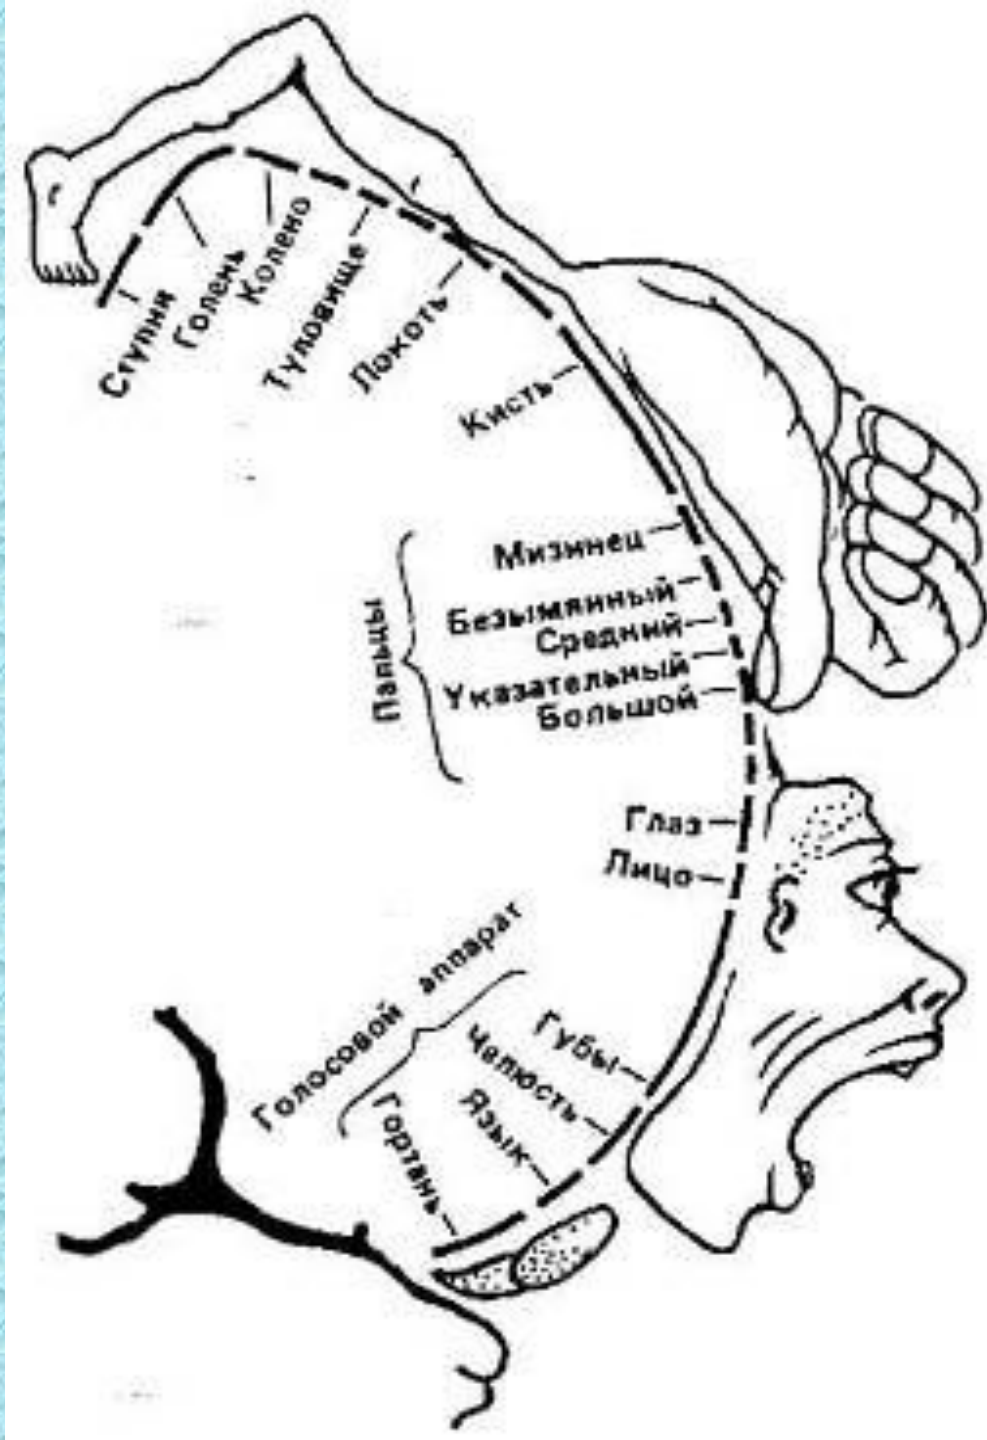 Ступня
Голень
Колено
Туловище
Локоть
Кисть
Пальцы
Мизинец
Безымянный
Средний
Указательный
Большой
Глаз
Лицо
Голосовой аппарат
Губы
Челюсть
Язык
Гортань